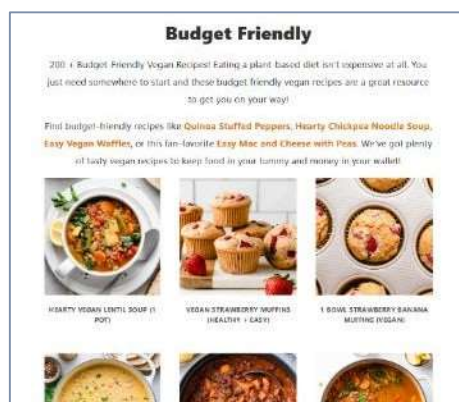 Budget Friendly
200 + Budget Friendly Vegan Recipes! Eating a plant based diet isn't expensive at all. You
just need somewhere to start and these budget friendly vegan recipes are a great resource
to get you on your way!
Find budget-friendly recipes like Quinoa Stuffed Peppers, Hearty Chickpea Noodle Soup,
Easy Vegan Waffles, or this fan-favorite Easy Mac and Cheese with Peas. We've got plenty
of tasty vegan recipes to keep food in your tummy and money in your wallet!
HEARTY VEGAN LENTIL SOUP (1
POT)
VEGAN STRAWBERRY MUFFINS
(HEALTHY + EASY)
1 BOWL STRAWBERRY BANANA
MUFFINS (VEGAN)